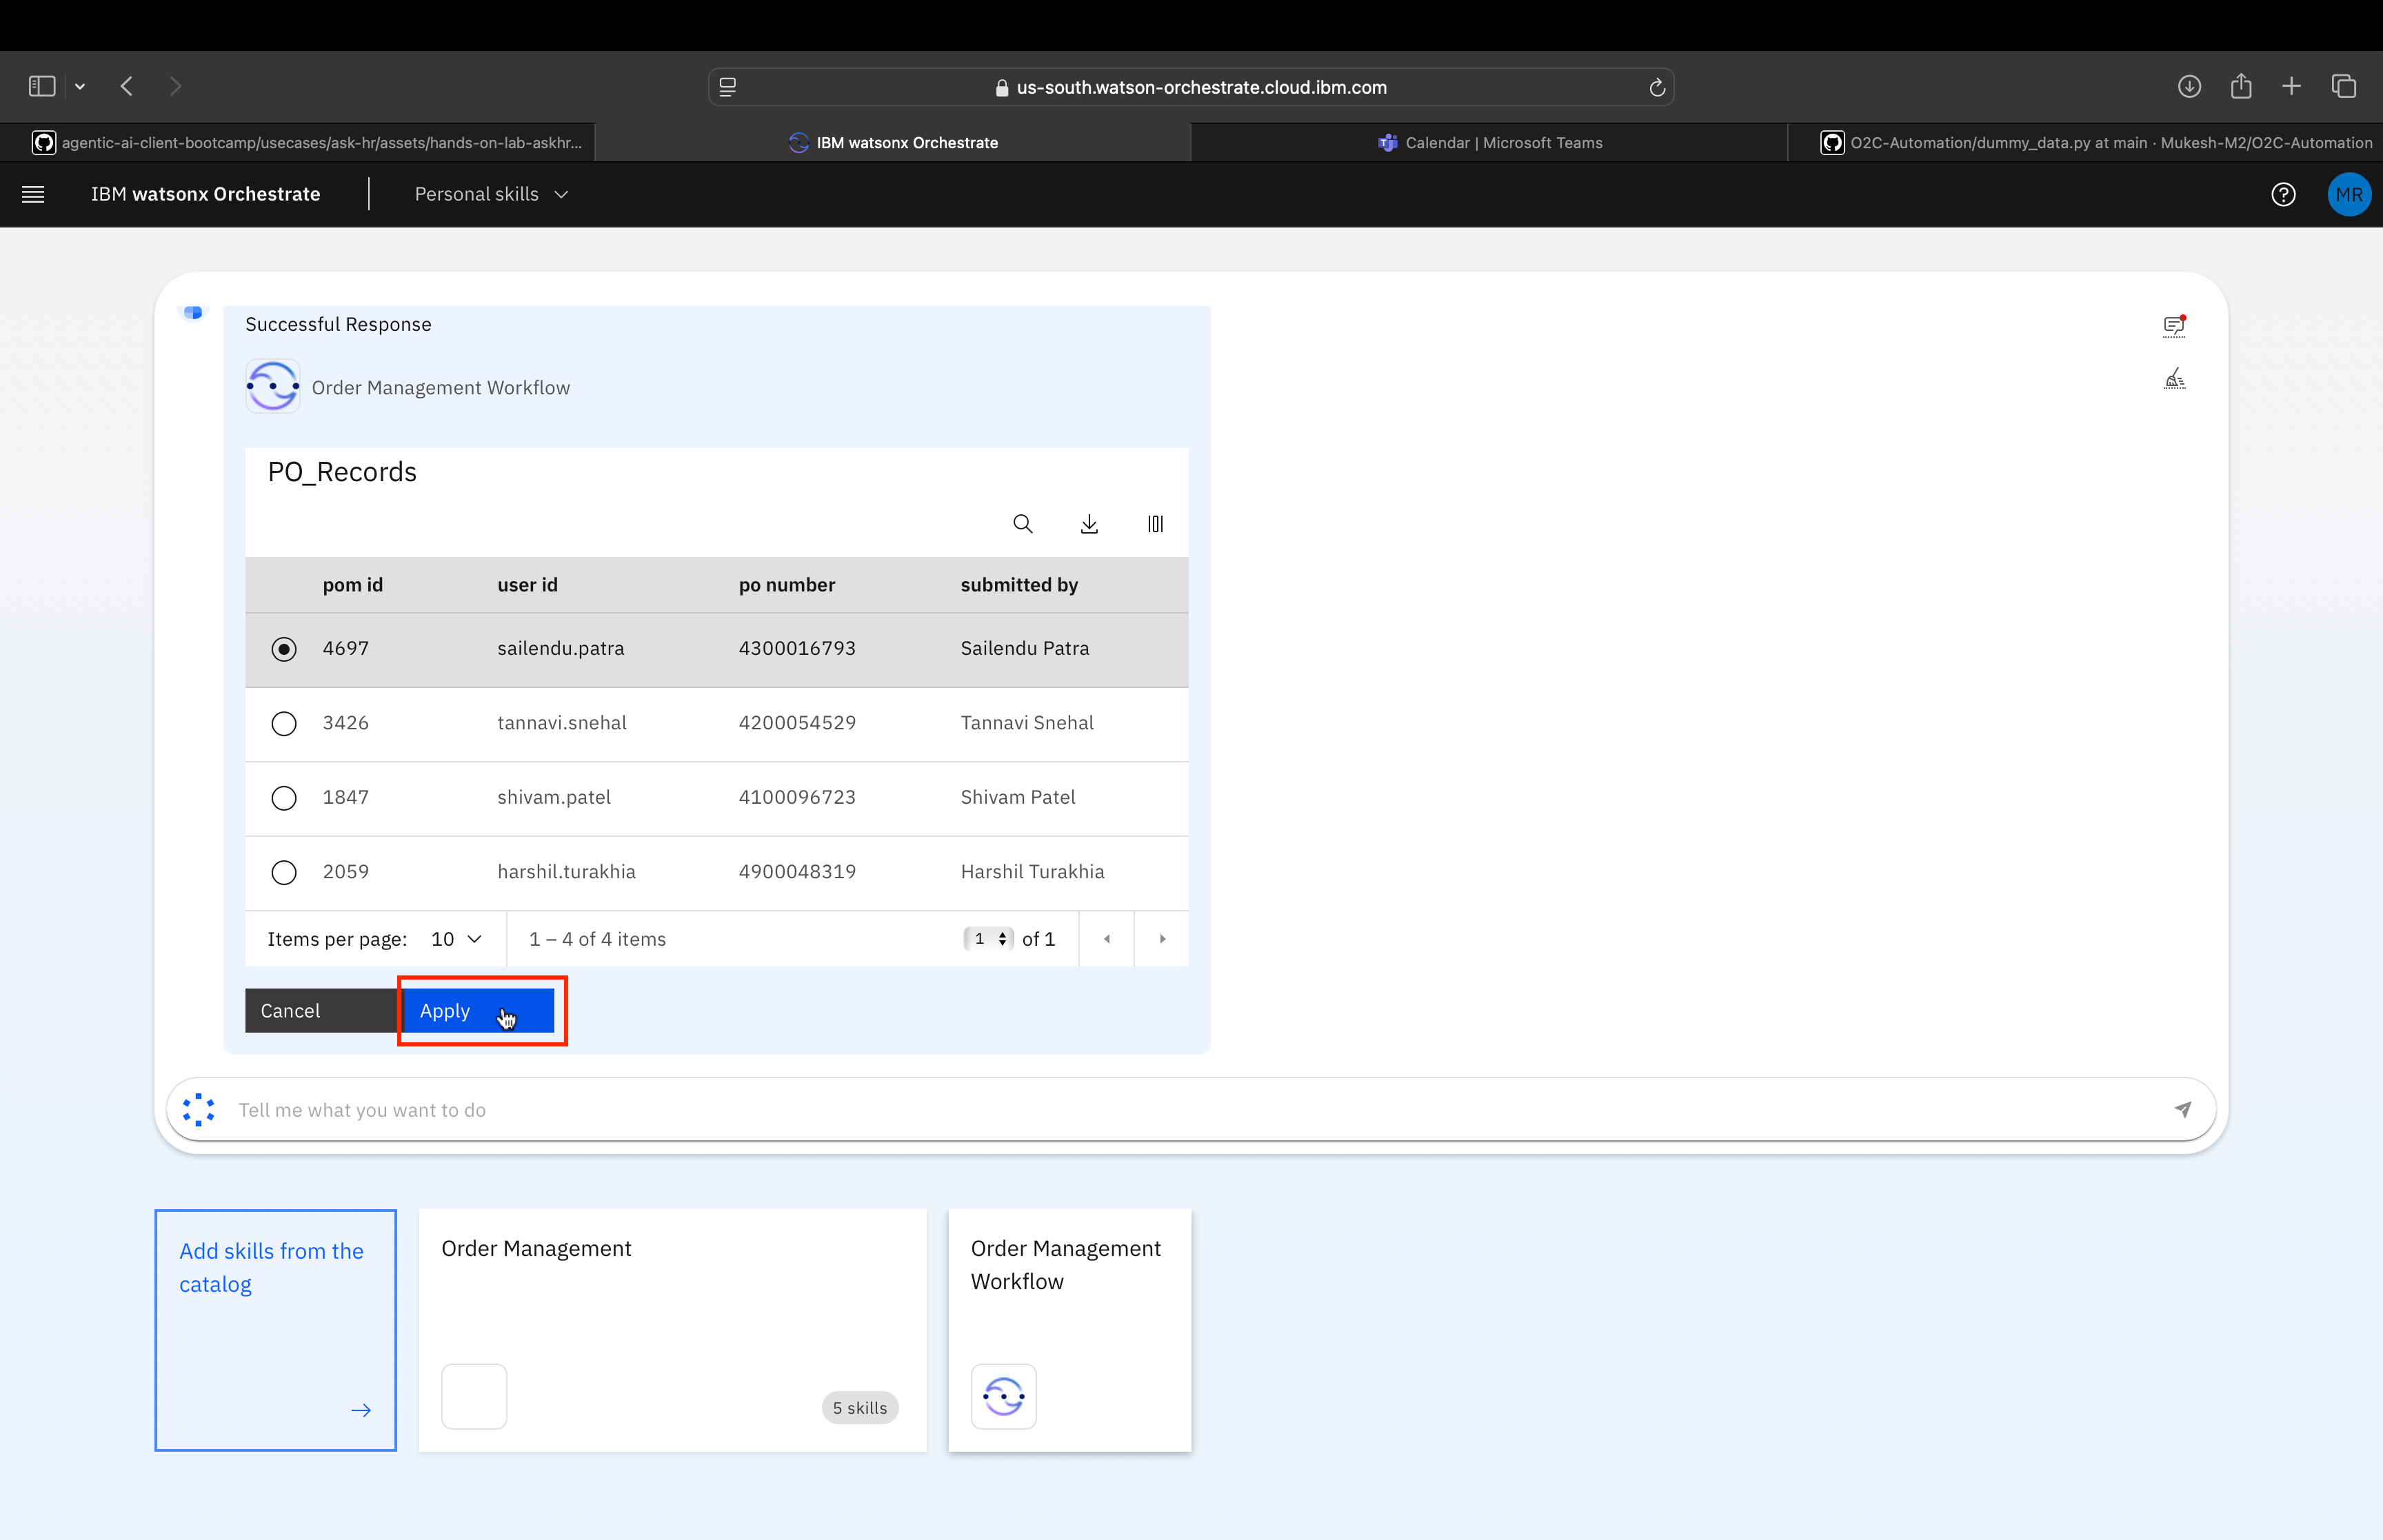 us-south.watson-orchestrate.cloud.ibm.com
agentic-ai-client-bootcamp/usecases/ask-hr/assets/hands-on-lab-askhr...
IBM watsonx Orchestrate
Calendar | Microsoft Teams
O2C-Automation/dummy_data.py at main · Mukesh-M2/O2C-Automation
IBM watsonx Orchestrate
Personal skills
MR
Successful Response
Order Management Workflow
PO_Records
pom id user id po number submitted by
4697 sailendu.patra 4300016793 Sailendu Patra
3426 tannavi.snehal 4200054529 Tannavi Snehal
1847 shivam.patel 4100096723 Shivam Patel
2059 harshil.turakhia 4900048319 Harshil Turakhia
Items per page: 10 1 – 4 of 4 items 1 of 1
Cancel Apply
Tell me what you want to do
Add skills from the
catalog
Order Management
5 skills
Order Management
Workflow